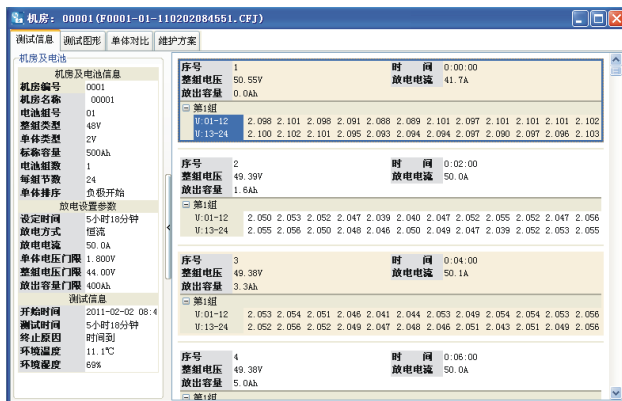 机房: 00001(F0001-01-110202084551.CFJ)
测试信息 测试图形 单体对比 维护方案
机房及电池
机房及电池信息
机房编号 0001
机房名称 00001
电池组号 01
整组类型 48V
单体类型 2V
标称容量 500Ah
电池组数 1
每组节数 24
单体排序 负极开始
放电设置参数
设定时间 5小时18分钟
放电方式 恒流
放电电流 50.0A
单体电压门限 1.800V
整组电压门限 44.00V
放出容量门限 400Ah
测试信息
开始时间 2011-02-02 08:4
测试时间 5小时18分钟
终止原因 时间到
环境温度 11.1℃
环境湿度 69%
序号 1 时 间 0:00:00
整组电压 50.55V 放电电流 41.7A
放出容量 0.0Ah
第1组
U:01-12 2.098 2.101 2.098 2.091 2.088 2.089 2.101 2.097 2.101 2.101 2.101 2.102
U:13-24 2.100 2.102 2.101 2.095 2.093 2.094 2.094 2.097 2.090 2.097 2.096 2.103
序号 2 时 间 0:02:00
整组电压 49.39V 放电电流 50.0A
放出容量 1.6Ah
第1组
U:01-12 2.050 2.053 2.052 2.047 2.039 2.040 2.047 2.052 2.055 2.052 2.047 2.056
U:13-24 2.055 2.056 2.050 2.048 2.046 2.050 2.049 2.047 2.039 2.052 2.053 2.055
序号 3 时 间 0:04:00
整组电压 49.38V 放电电流 50.1A
放出容量 3.3Ah
第1组
U:01-12 2.053 2.054 2.051 2.046 2.041 2.044 2.053 2.049 2.054 2.054 2.053 2.056
U:13-24 2.052 2.056 2.052 2.049 2.047 2.048 2.046 2.051 2.043 2.051 2.049 2.056
序号 4 时 间 0:06:00
整组电压 49.38V 放电电流 50.0A
放出容量 5.0Ah
第1组